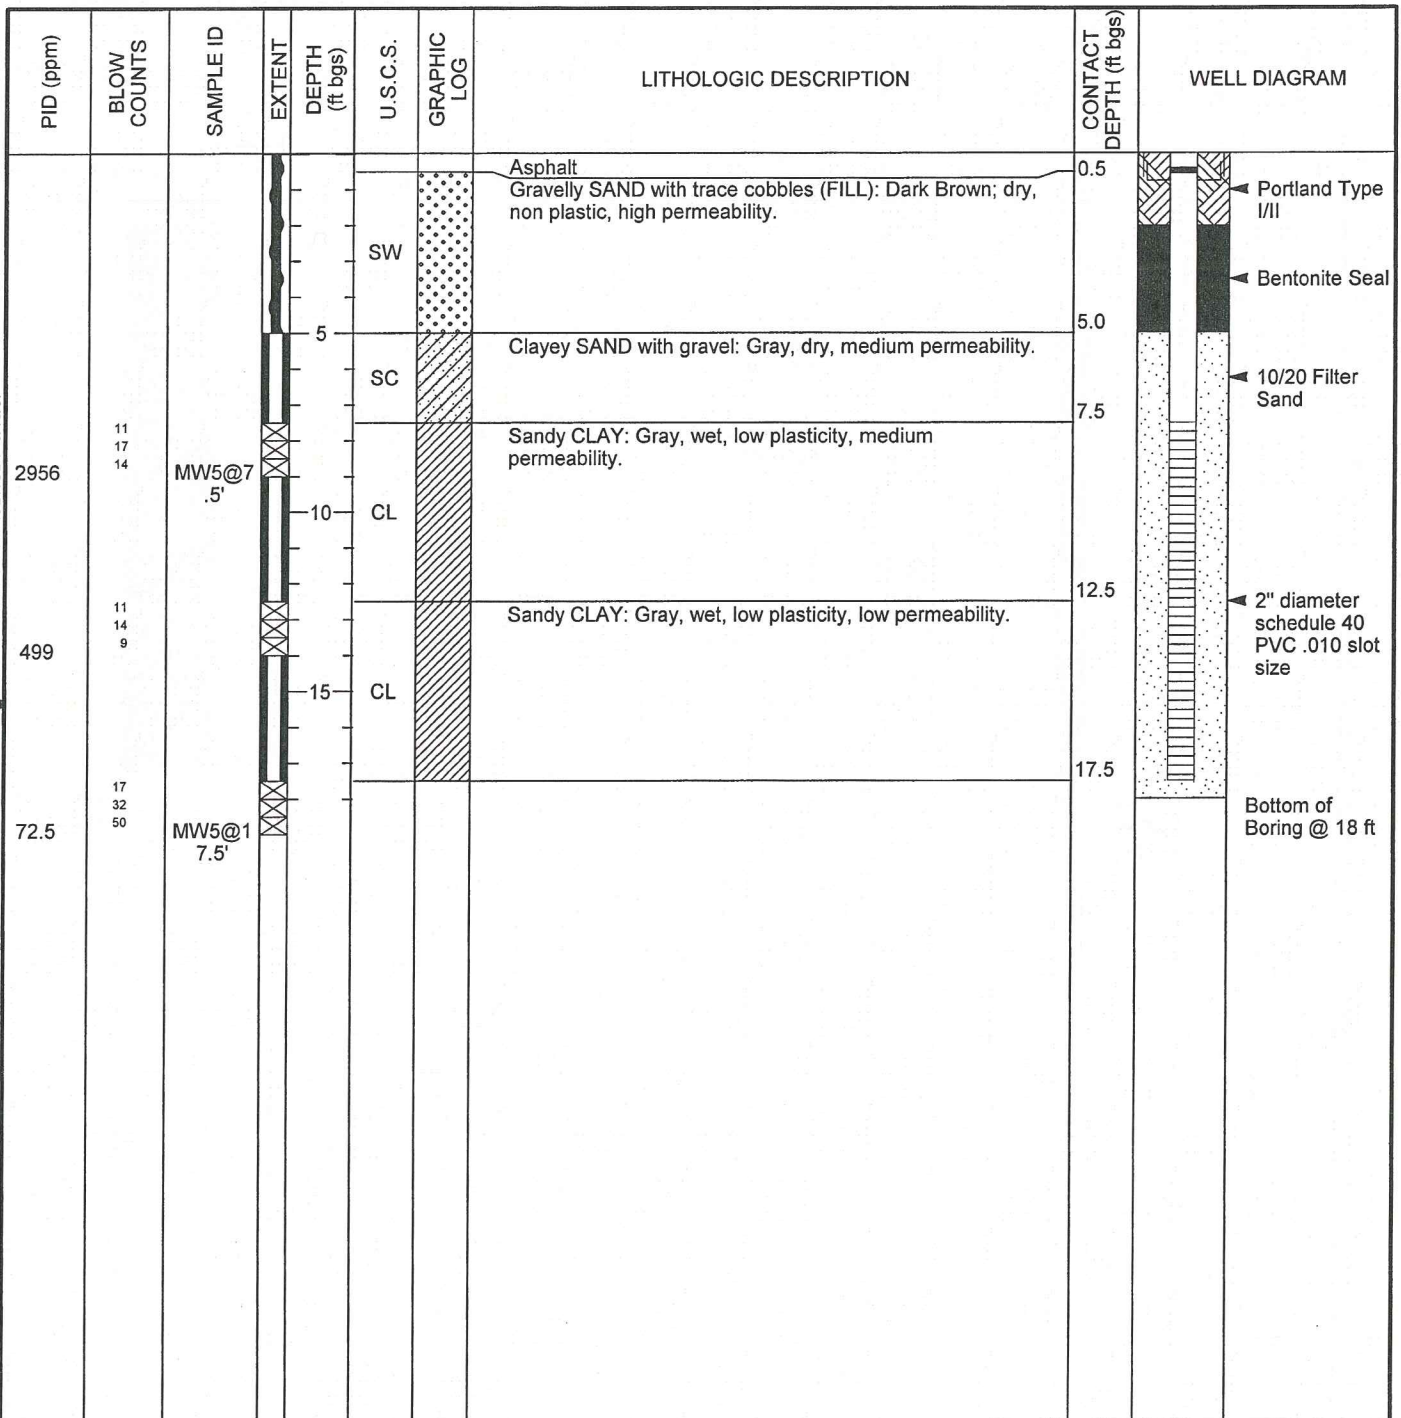 PID (ppm)
BLOW
COUNTS
SAMPLE ID
EXTENT
DEPTH
(ft bgs)
U.S.C.S.
GRAPHIC
LOG
LITHOLOGIC DESCRIPTION
CONTACT
DEPTH (ft bgs)
WELL DIAGRAM
Asphalt
0.5
Gravelly SAND with trace cobbles (FILL): Dark Brown; dry,
non plastic, high permeability.
Portland Type
I/II
SW
Bentonite Seal
5.0
5
Clayey SAND with gravel: Gray, dry, medium permeability.
SC
10/20 Filter
Sand
7.5
11
17
14
Sandy CLAY: Gray, wet, low plasticity, medium
permeability.
2956
MW5@7
.5'
10
CL
12.5
11
14
9
Sandy CLAY: Gray, wet, low plasticity, low permeability.
2" diameter
schedule 40
PVC .010 slot
size
499
15
CL
17.5
17
32
50
72.5
MW5@1
7.5'
Bottom of
Boring @ 18 ft